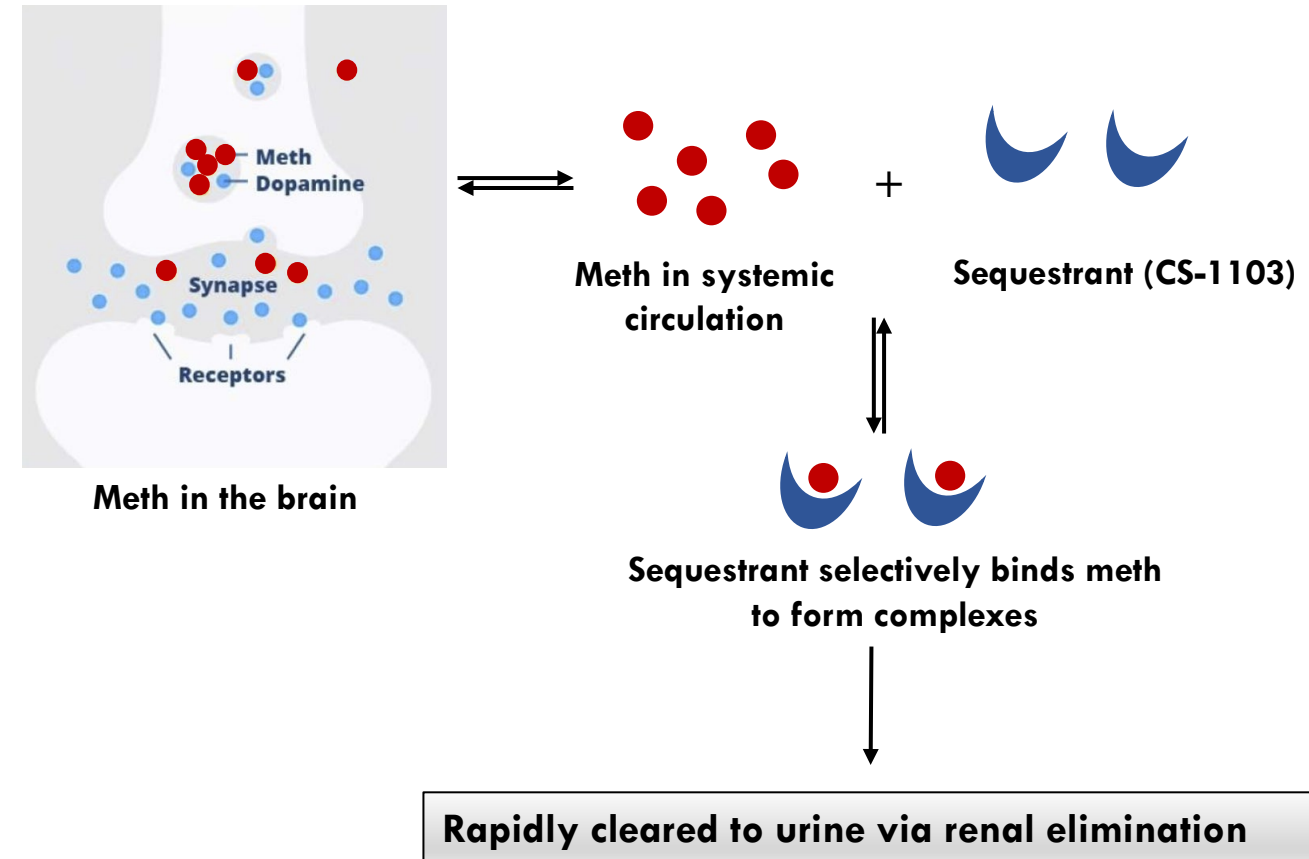 Meth
Dopamine
Synapse
Receptors
Meth in the brain
Meth in systemic
circulation
+
Sequestrant (CS-1103)
Sequestrant selectively binds meth
to form complexes
Rapidly cleared to urine via renal elimination